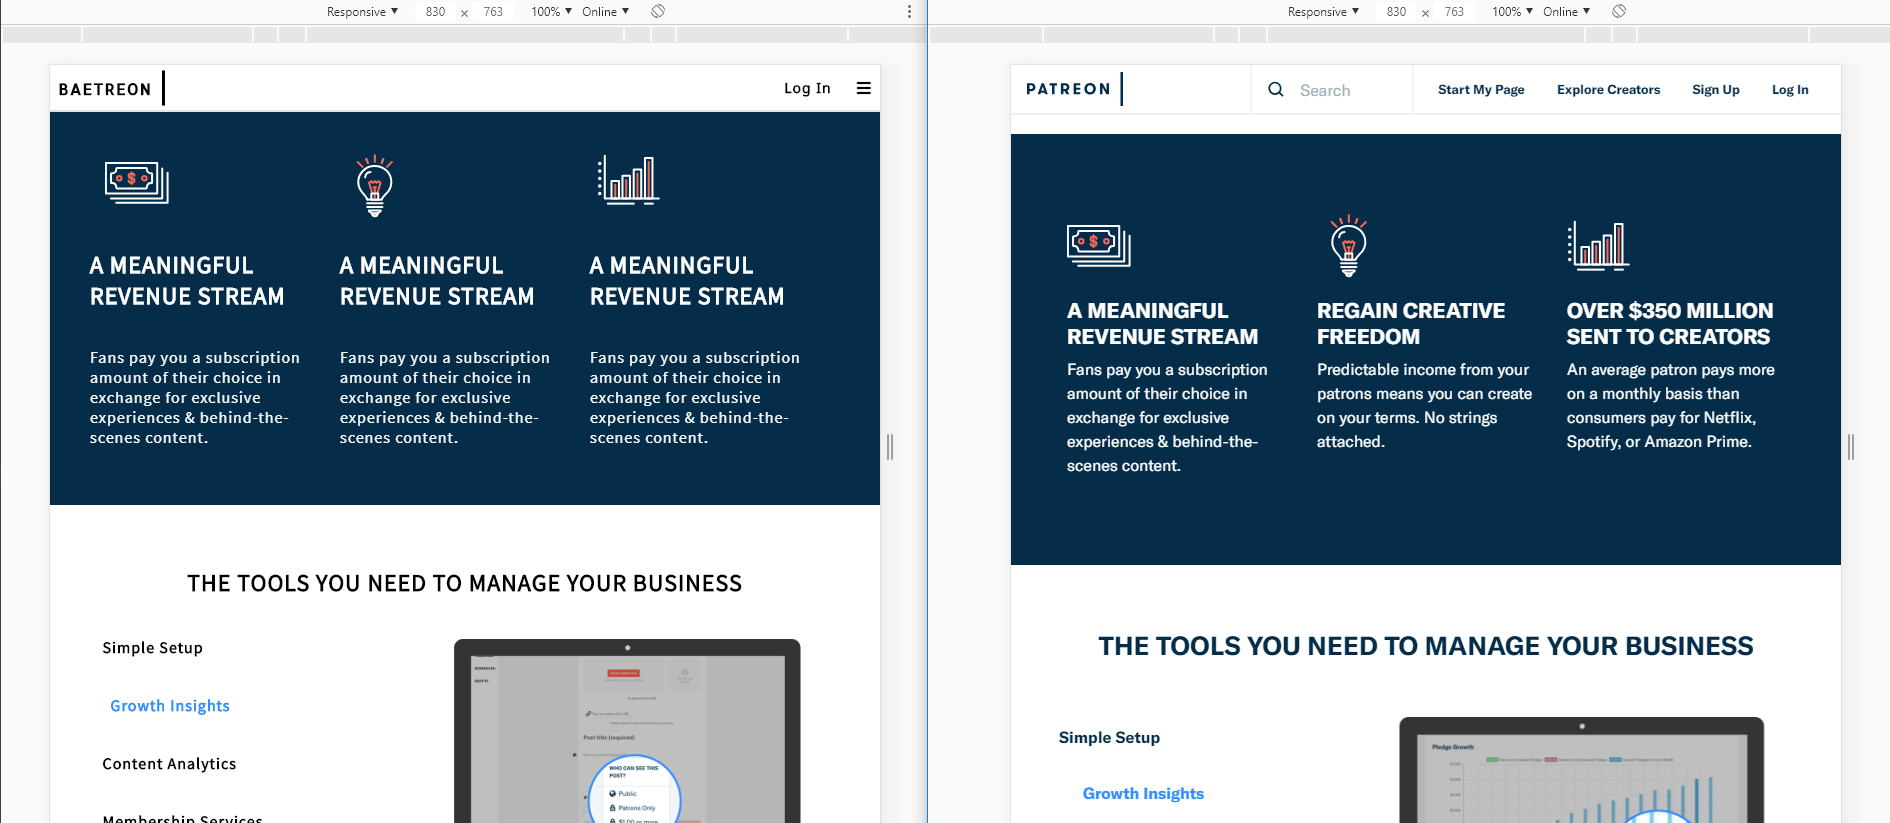 Responsive ▼ 830 x 763 100% ▼ Online ▼
BAETREON
Log In
$
A MEANINGFUL
REVENUE STREAM
Fans pay you a subscription
amount of their choice in
exchange for exclusive
experiences & behind-the-
scenes content.
A MEANINGFUL
REVENUE STREAM
Fans pay you a subscription
amount of their choice in
exchange for exclusive
experiences & behind-the-
scenes content.
A MEANINGFUL
REVENUE STREAM
Fans pay you a subscription
amount of their choice in
exchange for exclusive
experiences & behind-the-
scenes content.
THE TOOLS YOU NEED TO MANAGE YOUR BUSINESS
Simple Setup
Growth Insights
Content Analytics
Membership Services
Post title (required)
WHO CAN SEE THIS
POST?
Public
Patrons Only
$1.00 or more
Responsive ▼ 830 x 763 100% ▼ Online ▼
PATREON
Search
Start My Page
Explore Creators
Sign Up
Log In
$
A MEANINGFUL
REVENUE STREAM
Fans pay you a subscription
amount of their choice in
exchange for exclusive
experiences & behind-the-
scenes content.
REGAIN CREATIVE
FREEDOM
Predictable income from your
patrons means you can create
on your terms. No strings
attached.
OVER $350 MILLION
SENT TO CREATORS
An average patron pays more
on a monthly basis than
consumers pay for Netflix,
Spotify, or Amazon Prime.
THE TOOLS YOU NEED TO MANAGE YOUR BUSINESS
Simple Setup
Growth Insights
Pledge Growth